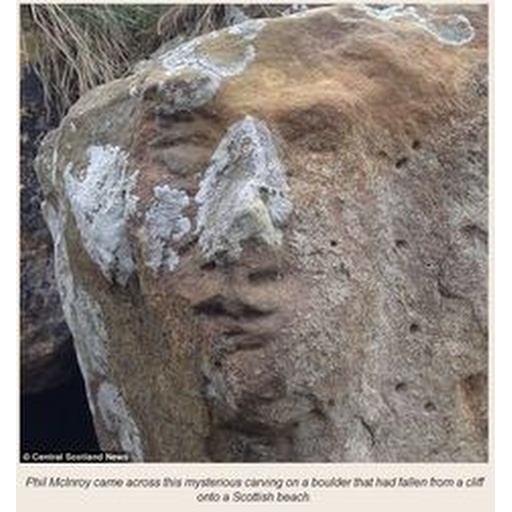 © Central Scotland News
Phil McInroy came across this mysterious carving on a boulder that had fallen from a cliff
onto a Scottish beach.